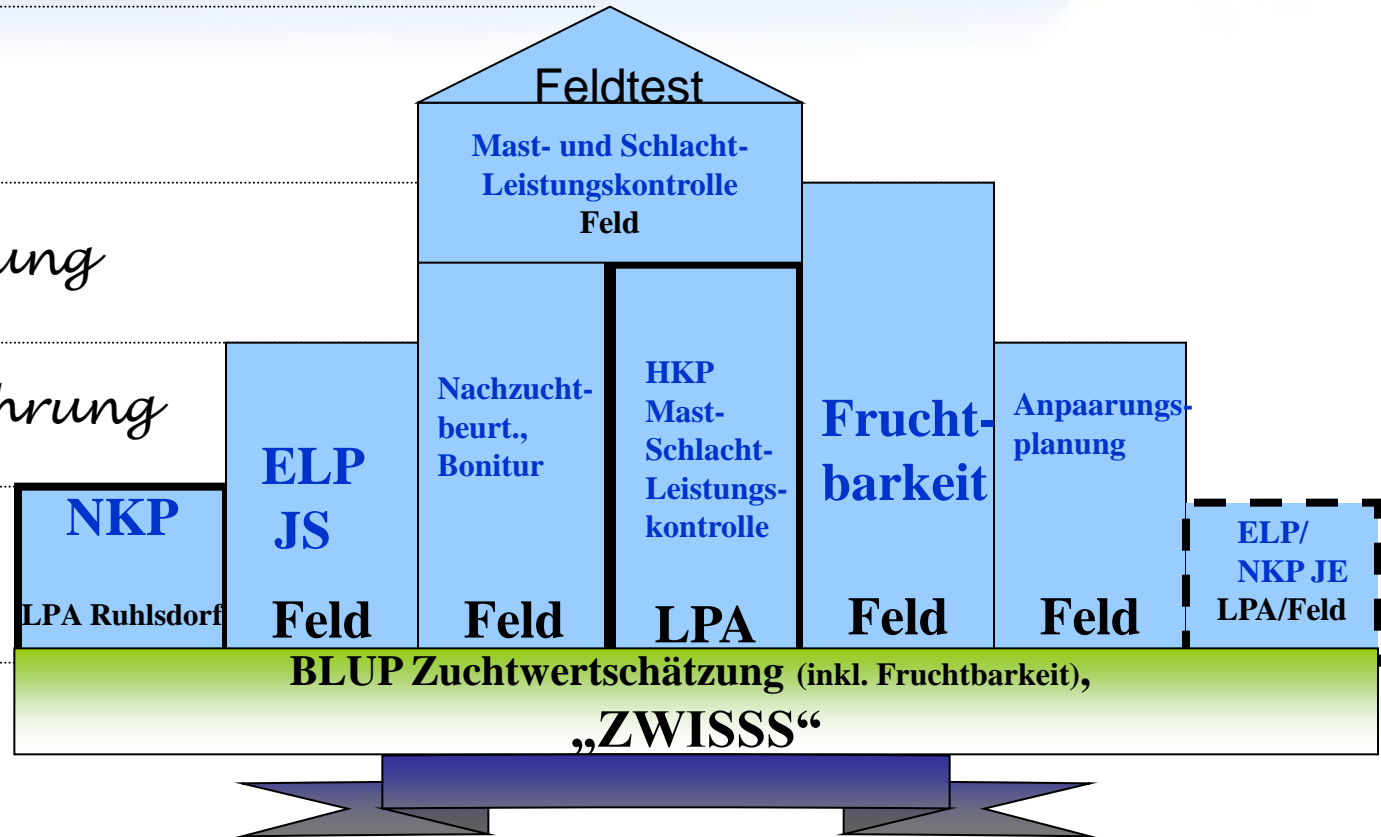 Feldtest
Mast- und Schlacht-
Leistungskontrolle
Feld
NKP
LPA Ruhlsdorf
ELP
JS
Feld
Nachzucht-
beurt.,
Bonitur
Feld
HKP
Mast-
Schlacht-
Leistungs-
kontrolle
LPA
Frucht-
barkeit
Feld
Anpaarungs-
planung
Feld
ELP/
NKP JE
LPA/Feld
BLUP Zuchtwertschätzung (inkl. Fruchtbarkeit),
„ZWISSS“